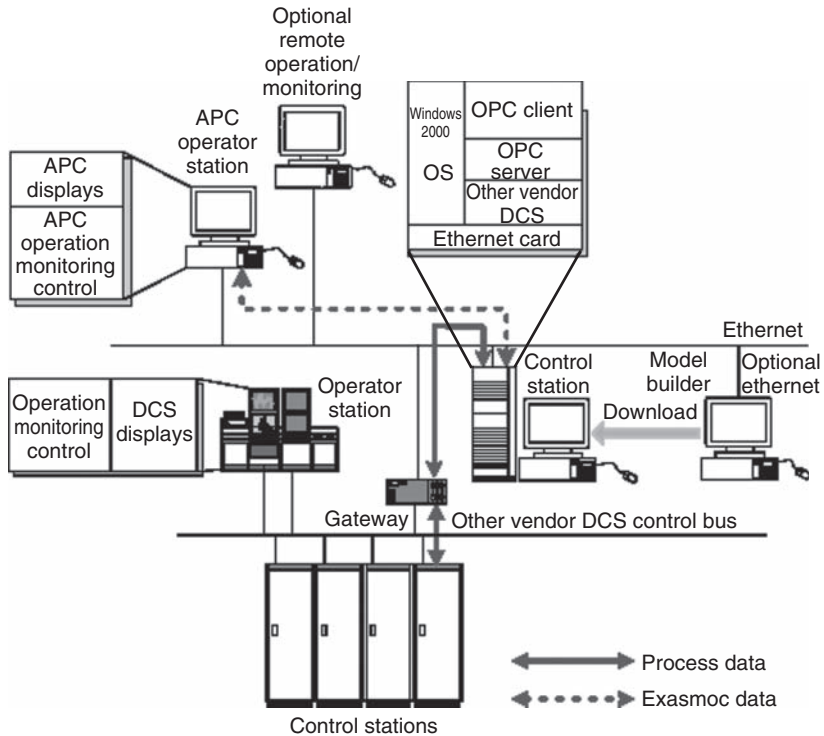 Optional
remote
operation/
monitoring
APC
operator
station
APC
displays
APC
operation
monitoring
control
Windows
2000
OS
OPC client
OPC
server
Other vendor
DCS
Ethernet card
Ethernet
Operation
monitoring
control
DCS
displays
Operator
station
Control
station
Model
builder
Optional
ethernet
Download
Gateway
Other vendor DCS control bus
Control stations
Process data
Exasmoc data